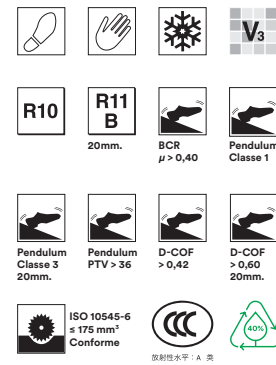 V3
R10
R11
B
20mm.
BCR
μ > 0,40
Pendulum
Classe 1
Pendulum
Classe 3
20mm.
Pendulum
PTV > 36
D-COF
> 0,42
D-COF
> 0,60
20mm.
ISO 10545-6
≤ 175 mm³
Conforme
CCC
放射性水平：A 类
40%